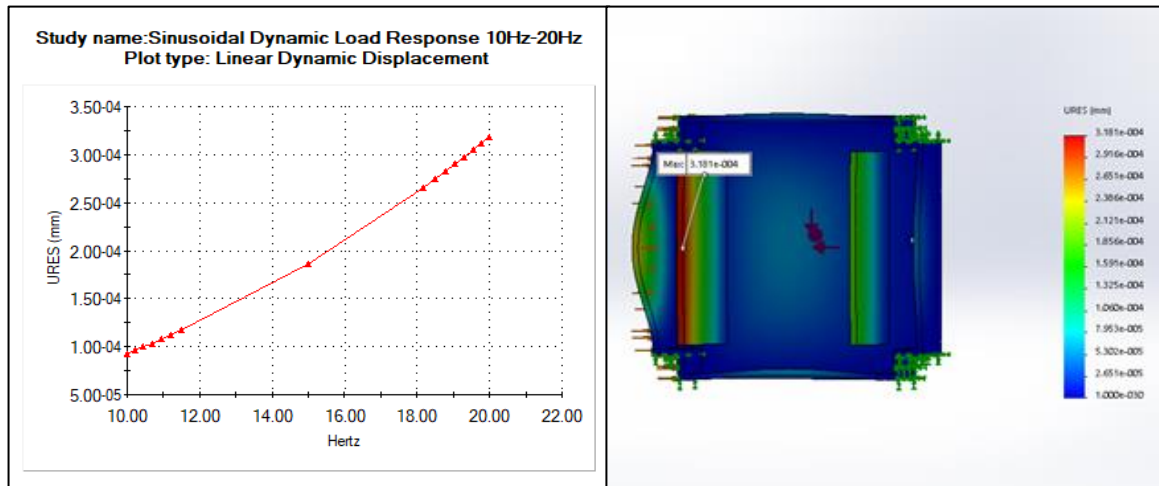 Study name:Sinusoidal Dynamic Load Response 10Hz-20Hz
Plot type: Linear Dynamic Displacement
URES (mm)
3.50-04
3.00-04
2.50-04
2.00-04
1.50-04
1.00-04
5.00-05
10.00 12.00 14.00 16.00 18.00 20.00 22.00
Hertz
Max: 3.181e-004
URES (mm)
3.181e-004
2.916e-004
2.651e-004
2.386e-004
2.121e-004
1.856e-004
1.591e-004
1.325e-004
1.060e-004
7.953e-005
5.302e-005
2.651e-005
1.000e-030